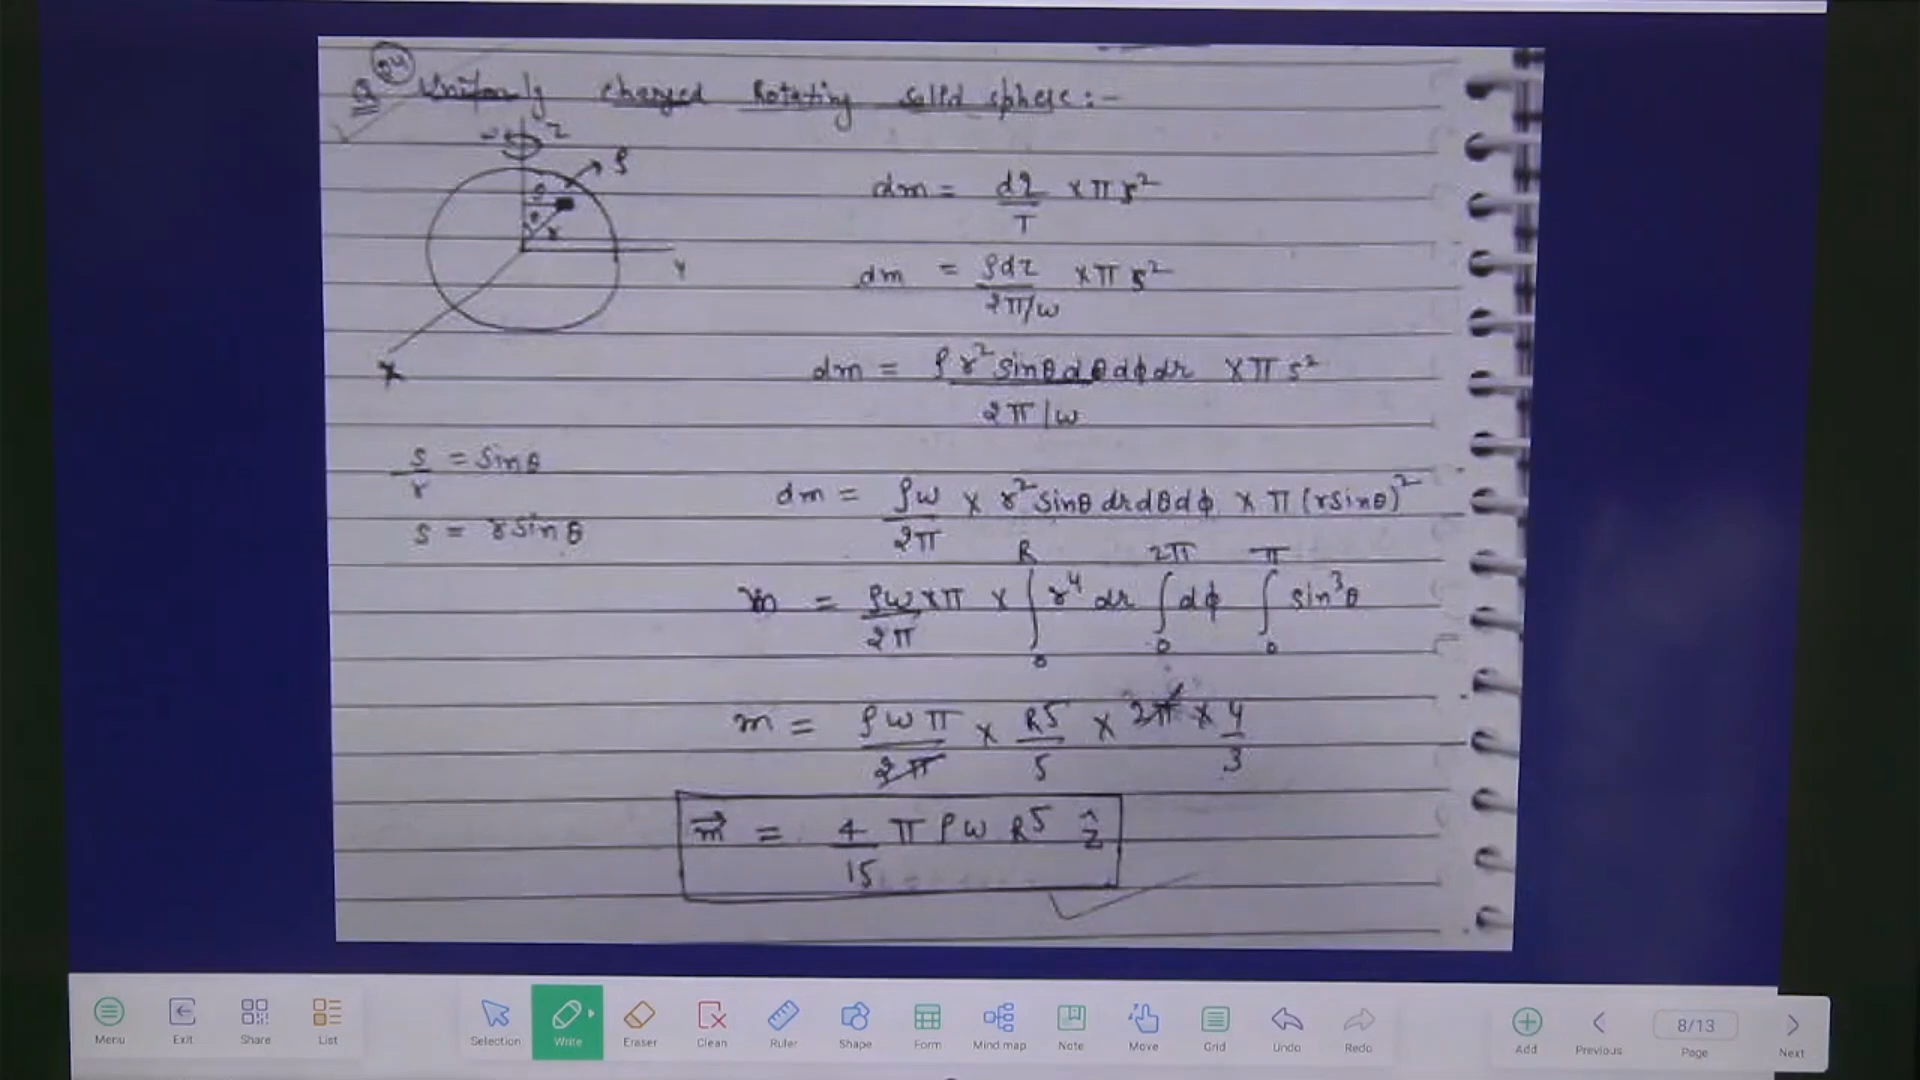 Q 24 Uniformly charged Rotating solid sphere:-
z
ρ
s
θ
r
y
x
dm = dq/T × π s²
dm = ρdτ/2π/ω × π s²
dm = ρ r² sinθ dθ dϕ dr/2π/ω × π s²
s/r = sinθ
s = r sinθ
dm = ρω/2π × r² sinθ dr dθ dϕ × π (r sinθ)²
m = ρω×π/2π × ∫₀ᴿ r⁴ dr ∫₀^2π dϕ ∫₀^π sin³θ
m = ρωπ/2π × R5/5 × 2π × 4/3
m⃗ = 4/15 π ρ ω R5 ẑ
Menu Exit Share List Selection Write Eraser Clean Ruler Shape Form Mind map Note Move Grid Undo Redo Add Previous 8/13 Page Next